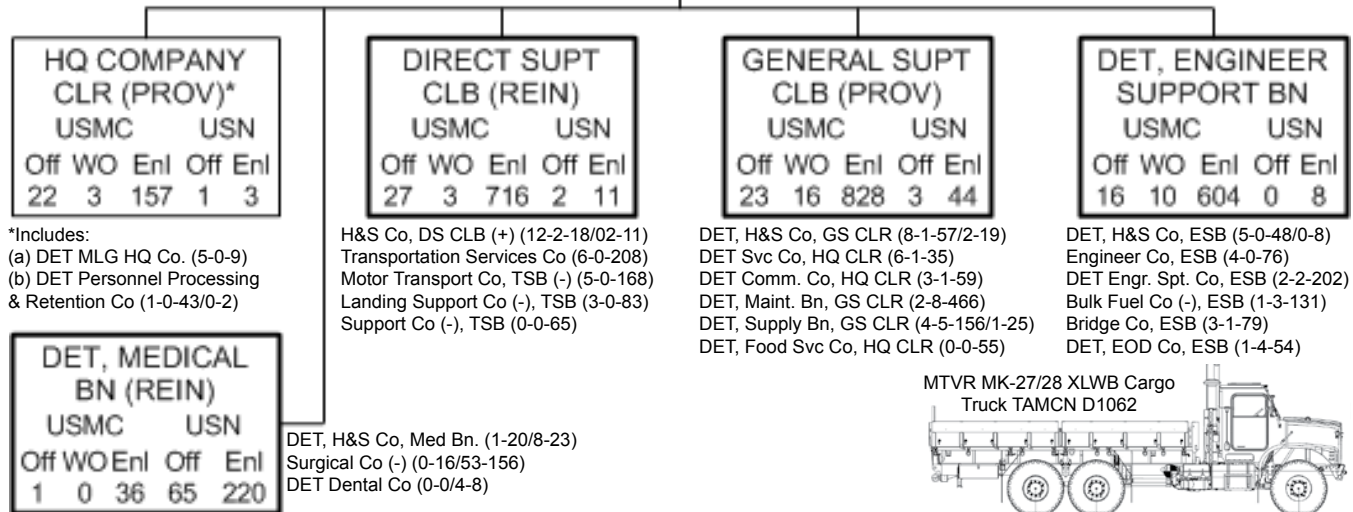 HQ COMPANY
CLR (PROV)*
USMC USN
Off WO Enl Off Enl
22 3 157 1 3
*Includes:
(a) DET MLG HQ Co. (5-0-9)
(b) DET Personnel Processing
& Retention Co (1-0-43/0-2)
DIRECT SUPT
CLB (REIN)
USMC USN
Off WO Enl Off Enl
27 3 716 2 11
H&S Co, DS CLB (+) (12-2-18/02-11)
Transportation Services Co (6-0-208)
Motor Transport Co, TSB (-) (5-0-168)
Landing Support Co (-), TSB (3-0-83)
Support Co (-), TSB (0-0-65)
GENERAL SUPT
CLB (PROV)
USMC USN
Off WO Enl Off Enl
23 16 828 3 44
DET, H&S Co, GS CLR (8-1-57/2-19)
DET Svc Co, HQ CLR (6-1-35)
DET Comm. Co, HQ CLR (3-1-59)
DET, Maint. Bn, GS CLR (2-8-466)
DET, Supply Bn, GS CLR (4-5-156/1-25)
DET, Food Svc Co, HQ CLR (0-0-55)
DET, ENGINEER
SUPPORT BN
USMC USN
Off WO Enl Off Enl
16 10 604 0 8
DET, H&S Co, ESB (5-0-48/0-8)
Engineer Co, ESB (4-0-76)
DET Engr. Spt. Co, ESB (2-2-202)
Bulk Fuel Co (-), ESB (1-3-131)
Bridge Co, ESB (3-1-79)
DET, EOD Co, ESB (1-4-54)
DET, MEDICAL
BN (REIN)
USMC USN
Off WO Enl Off Enl
1 0 36 65 220
DET, H&S Co, Med Bn. (1-20/8-23)
Surgical Co (-) (0-16/53-156)
DET Dental Co (0-0/4-8)
MTVR MK-27/28 XLWB Cargo
Truck TAMCN D1062